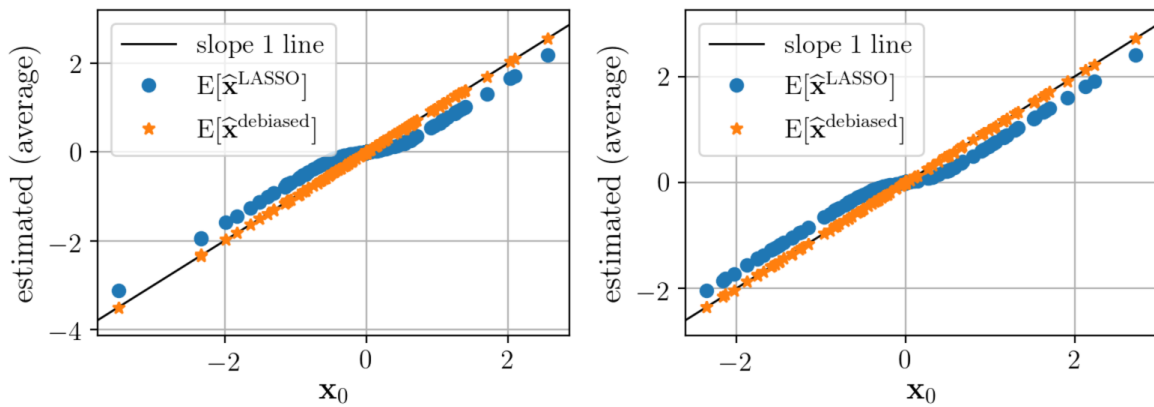 estimated (average)
2
0
−2
−4
slope 1 line
E[x̂^LASSO]
E[x̂^debiased]
−2
0
2
x₀
estimated (average)
2
0
−2
slope 1 line
E[x̂^LASSO]
E[x̂^debiased]
−2
0
2
x₀